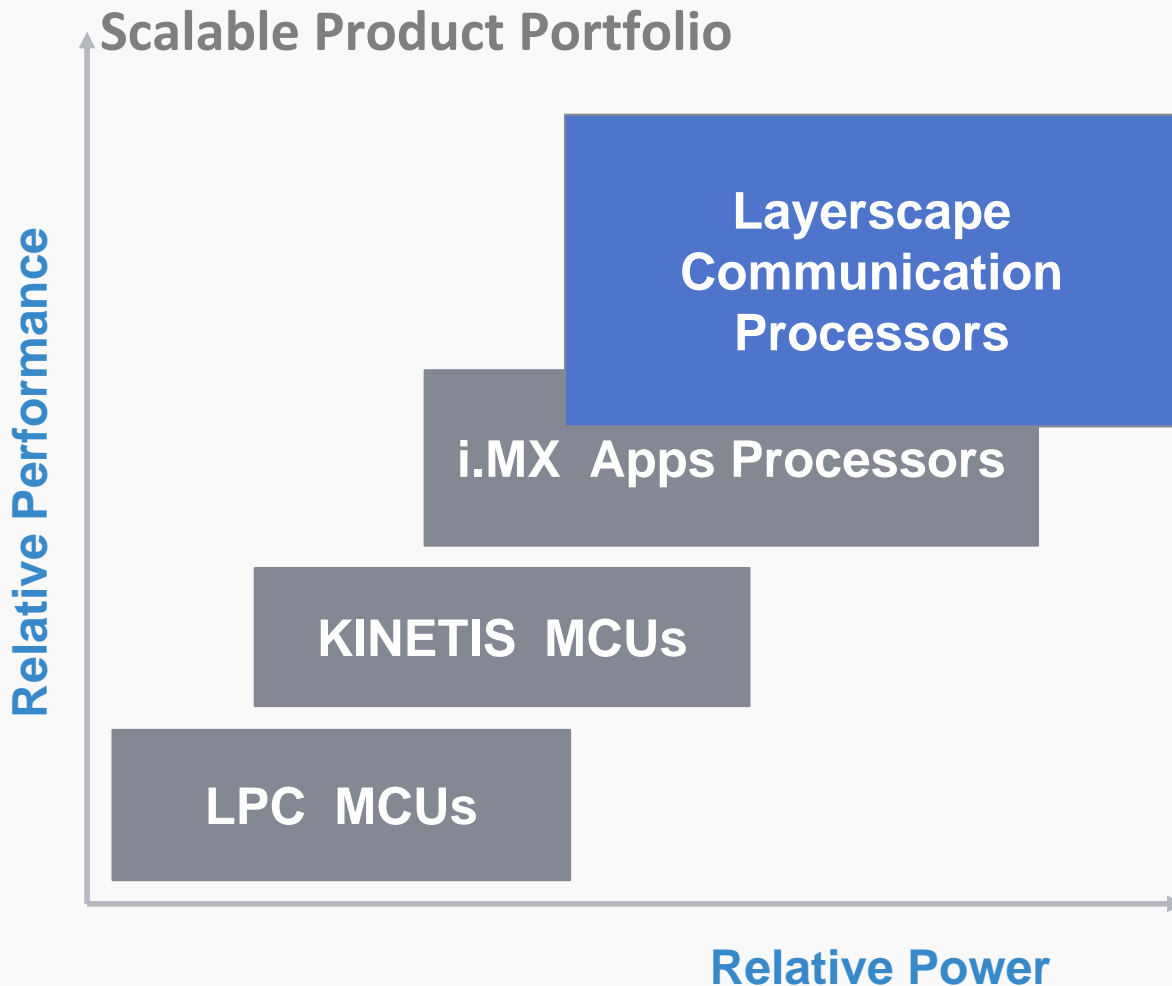 Scalable Product Portfolio
Relative Performance
Layerscape
Communication
Processors
i.MX Apps Processors
KINETIS MCUs
LPC MCUs
Relative Power